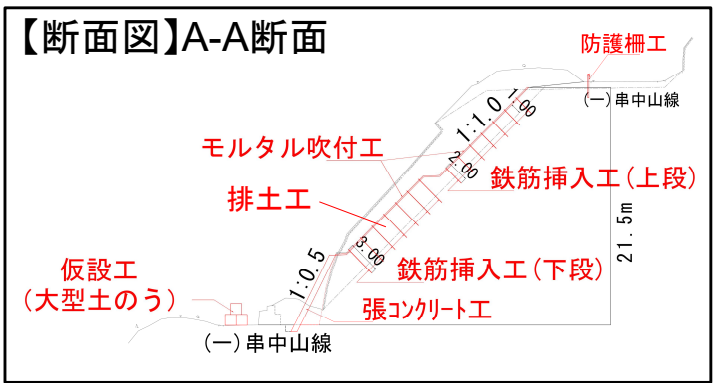 【断面図】A-A断面
防護柵工
(一)串中山線
1.00
1:1.0
モルタル吹付工
2.00
鉄筋挿入工(上段)
排土工
21.5m
3.00
1:0.5
仮設工
(大型土のう)
鉄筋挿入工(下段)
張コンクリート工
(一)串中山線